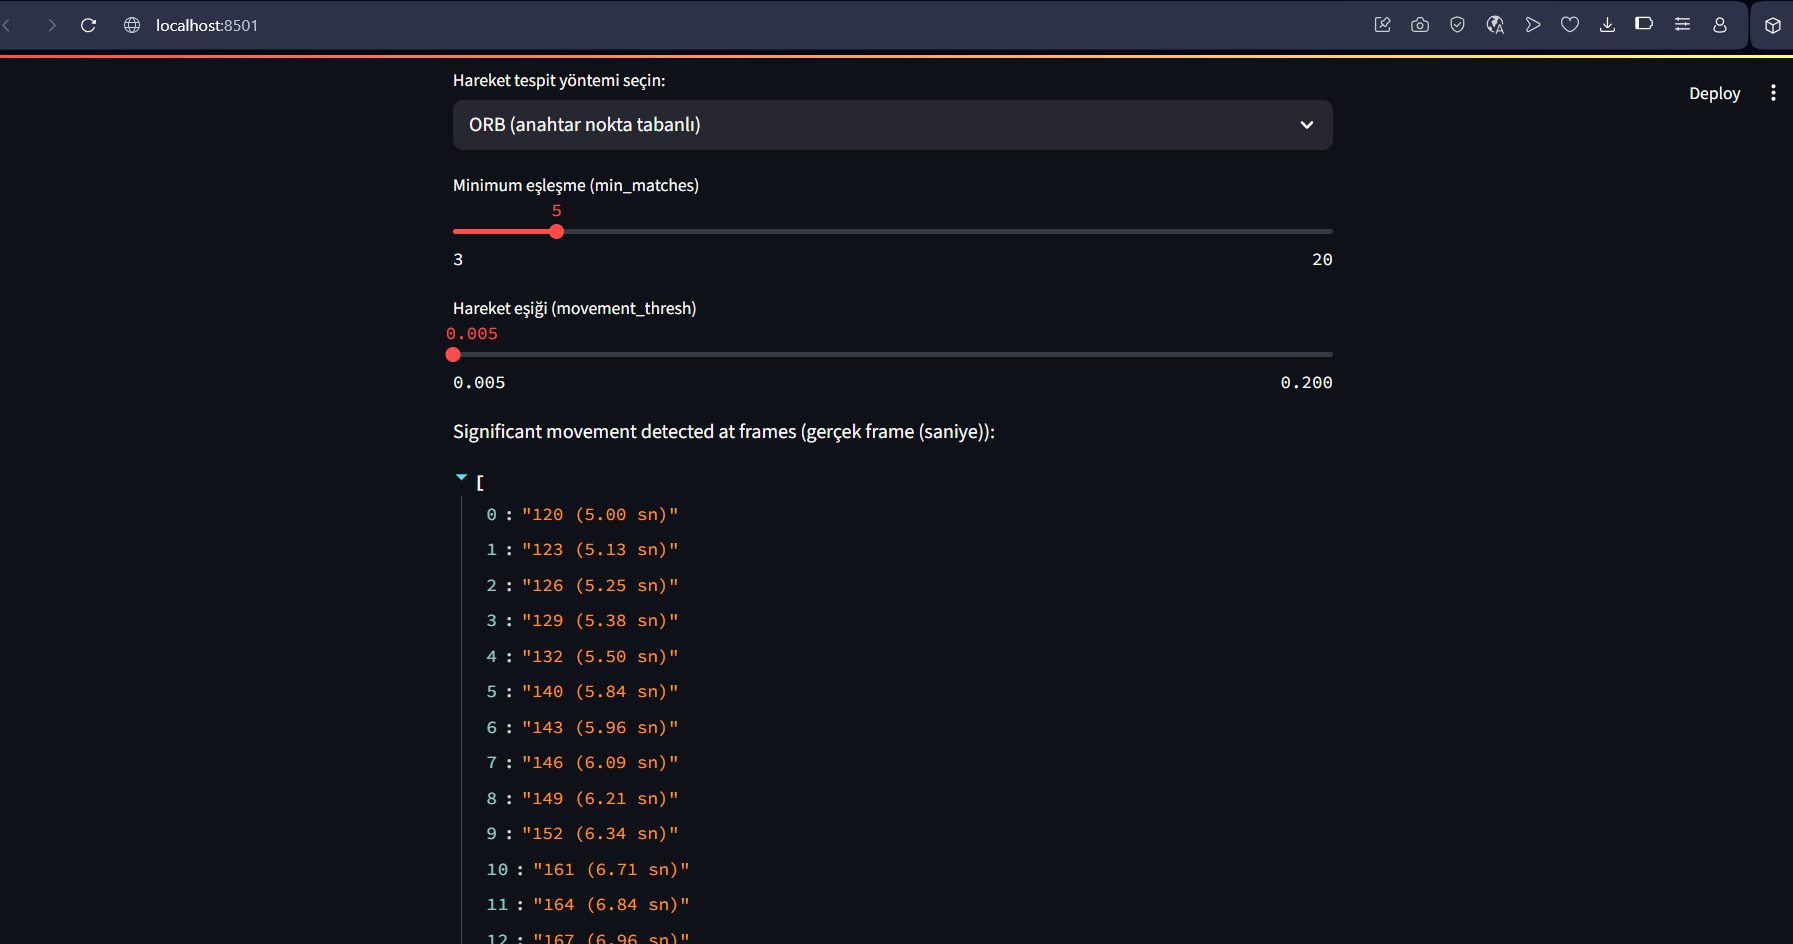 localhost:8501
Deploy
Hareket tespit yöntemi seçin:
ORB (anahtar nokta tabanlı)
Minimum eşleşme (min_matches)
5
3 20
Hareket eşiği (movement_thresh)
0.005
0.005 0.200
Significant movement detected at frames (gerçek frame (saniye)):
[
0 : "120 (5.00 sn)"
1 : "123 (5.13 sn)"
2 : "126 (5.25 sn)"
3 : "129 (5.38 sn)"
4 : "132 (5.50 sn)"
5 : "140 (5.84 sn)"
6 : "143 (5.96 sn)"
7 : "146 (6.09 sn)"
8 : "149 (6.21 sn)"
9 : "152 (6.34 sn)"
10 : "161 (6.71 sn)"
11 : "164 (6.84 sn)"
12 : "167 (6.96 sn)"